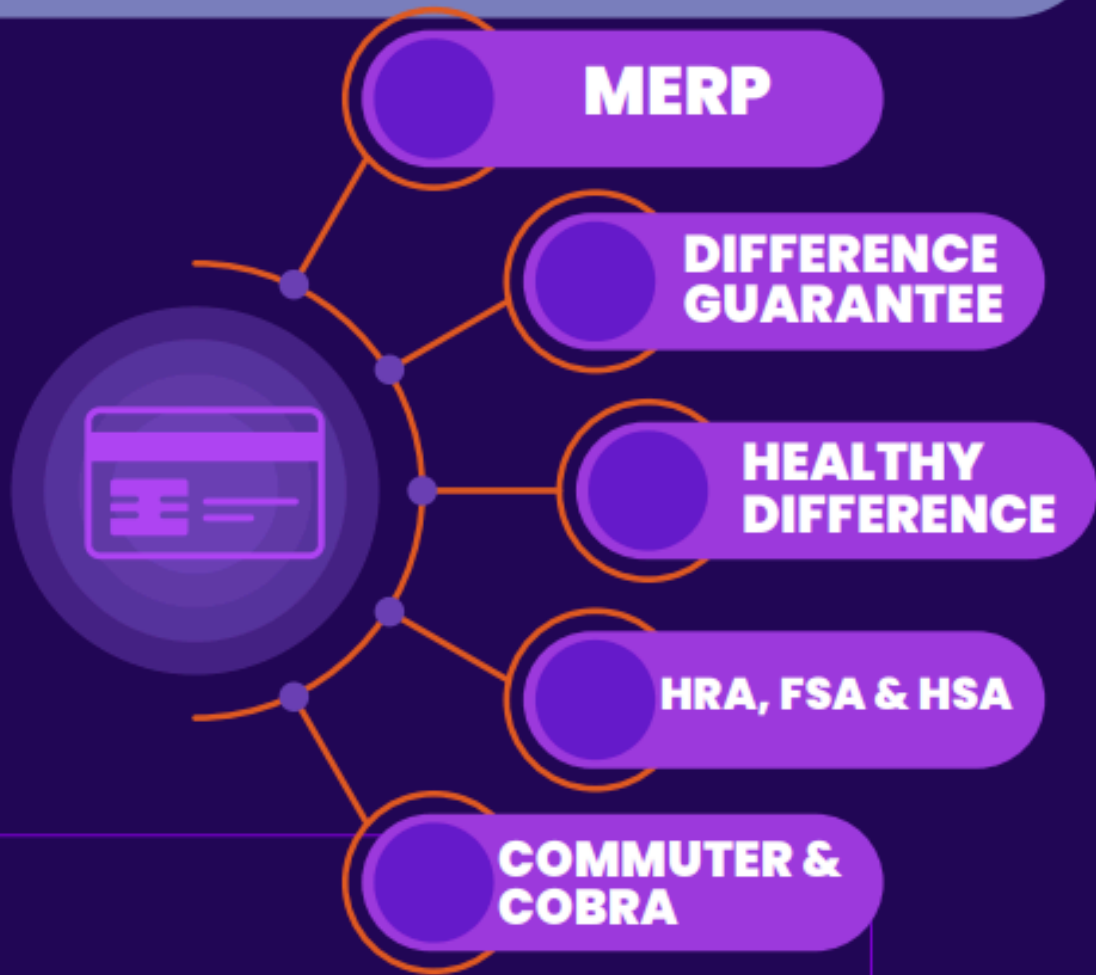 MERP
DIFFERENCE
GUARANTEE
HEALTHY
DIFFERENCE
HRA, FSA & HSA
COMMUTER &
COBRA